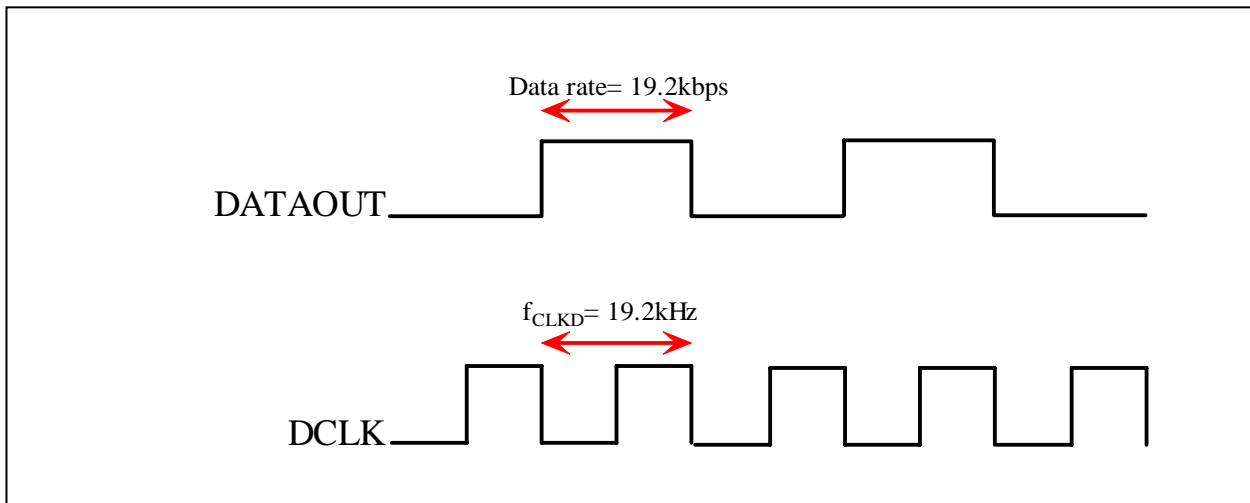 Data rate= 19.2kbps
DATAOUT
fCLKD= 19.2kHz
DCLK